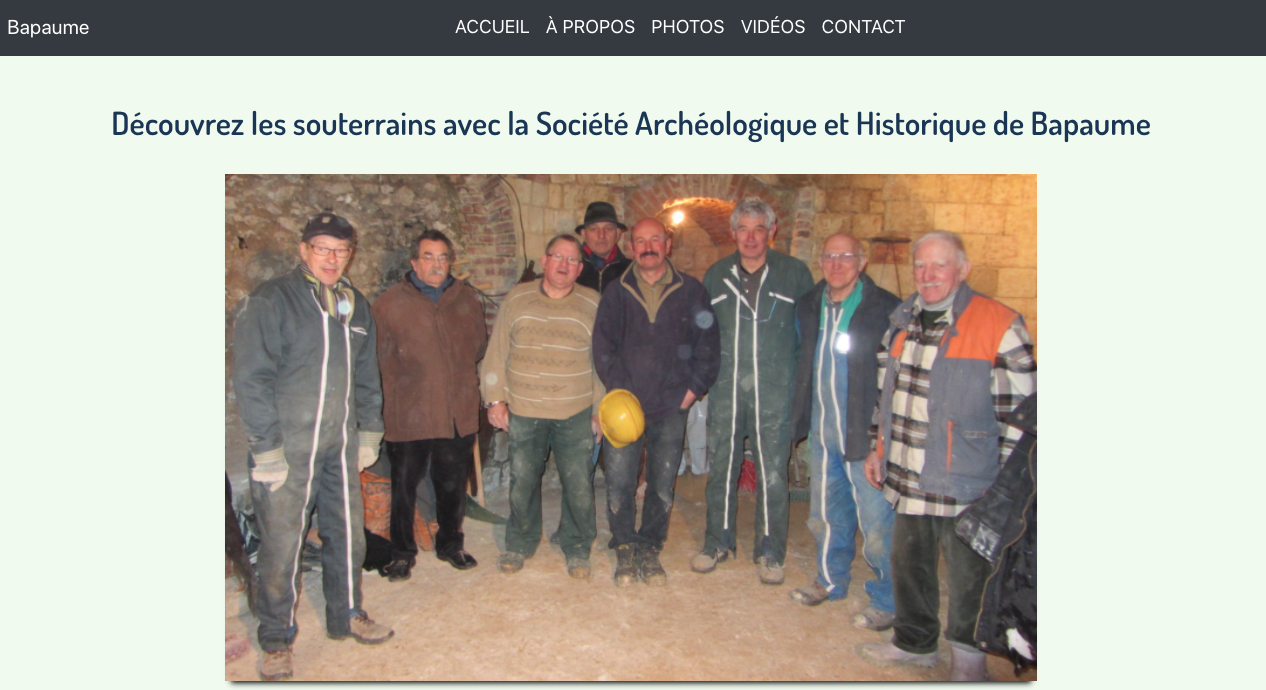 Bapaume
ACCUEIL À PROPOS PHOTOS VIDÉOS CONTACT
Découvrez les souterrains avec la Société Archéologique et Historique de Bapaume